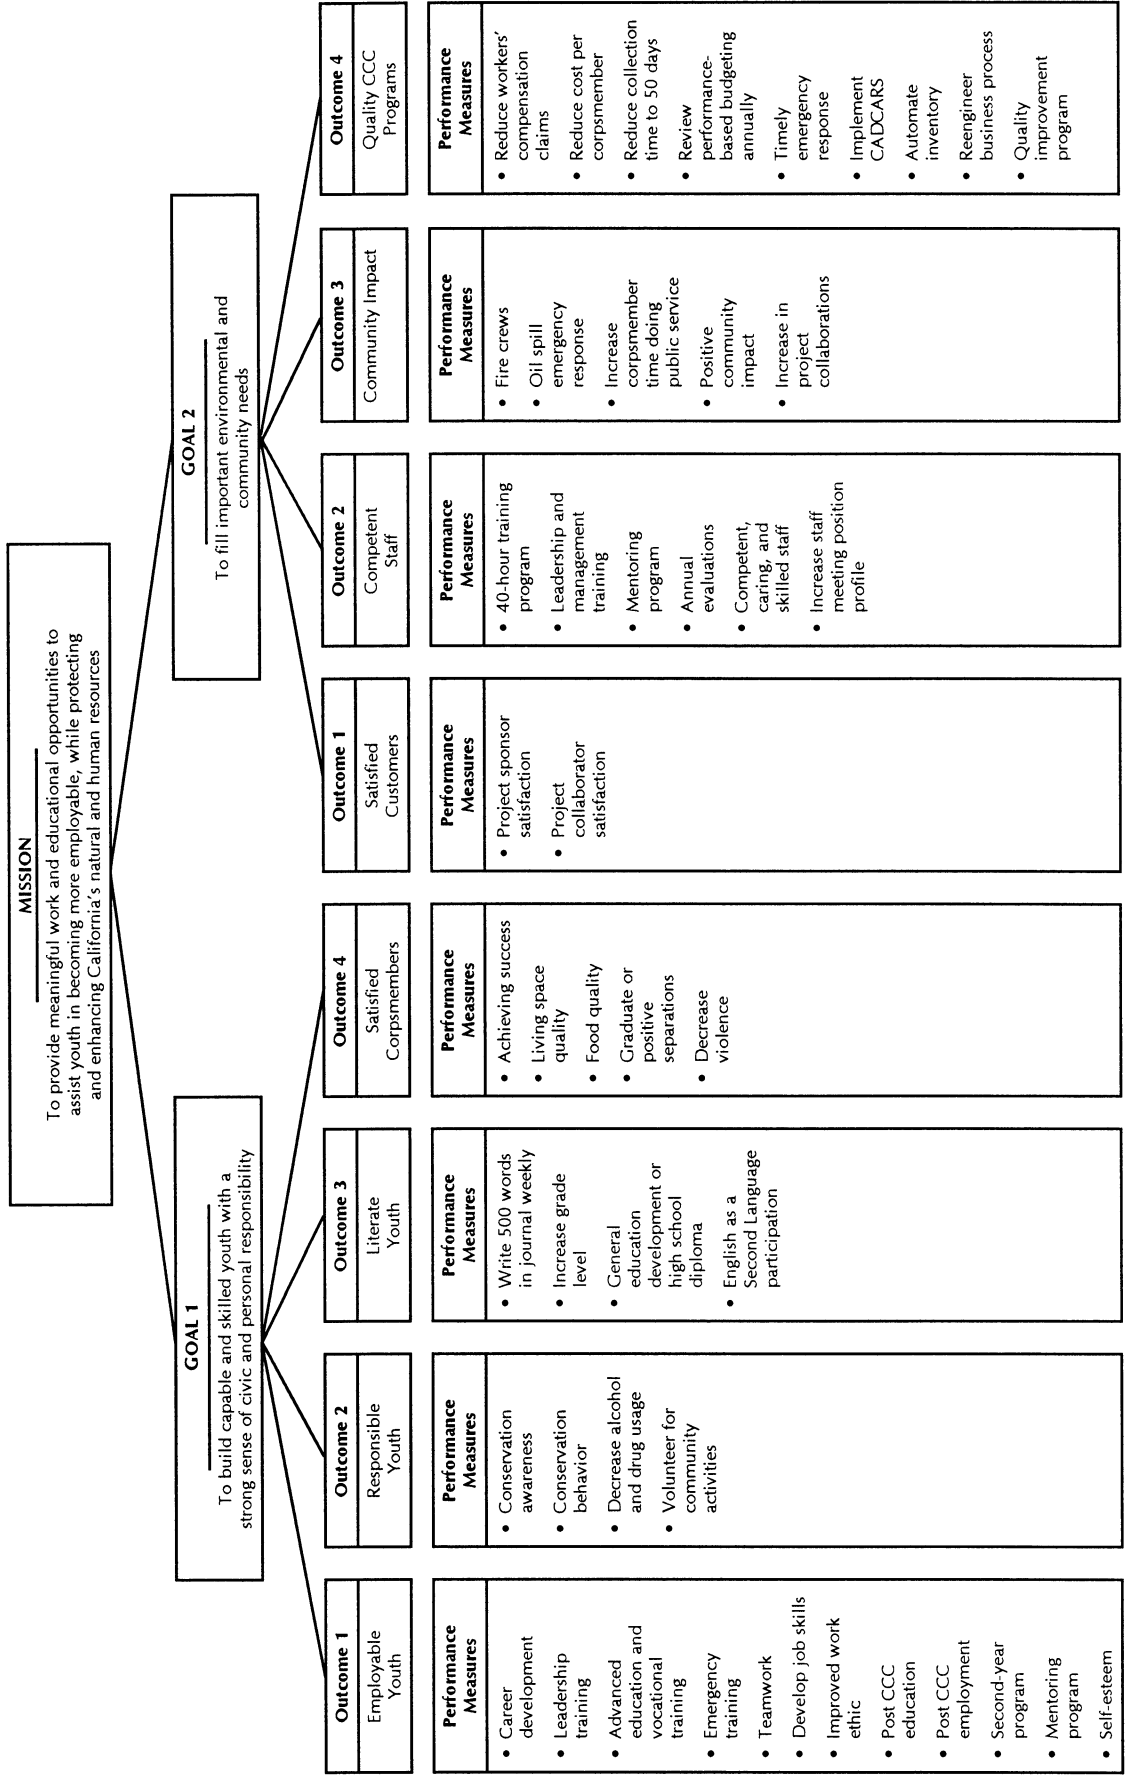 MISSION
To provide meaningful work and educational opportunities to
assist youth in becoming more employable, while protecting
and enhancing California's natural and human resources
GOAL 1
To build capable and skilled youth with a
strong sense of civic and personal responsibility
GOAL 2
To fill important environmental and
community needs
Outcome 1
Employable
Youth
Performance
Measures
• Career
development
• Leadership
training
• Advanced
education and
vocational
training
• Emergency
training
• Teamwork
• Develop job skills
• Improved work
ethic
• Post CCC
education
• Post CCC
employment
• Second-year
program
• Mentoring
program
• Self-esteem
Outcome 2
Responsible
Youth
Performance
Measures
• Conservation
awareness
• Conservation
behavior
• Decrease alcohol
and drug usage
• Volunteer for
community
activities
Outcome 3
Literate
Youth
Performance
Measures
• Write 500 words
in journal weekly
• Increase grade
level
• General
education
development or
high school
diploma
• English as a
Second Language
participation
Outcome 4
Satisfied
Corpsmembers
Performance
Measures
• Achieving success
• Living space
quality
• Food quality
• Graduate or
positive
separations
• Decrease
violence
Outcome 1
Satisfied
Customers
Performance
Measures
• Project sponsor
satisfaction
• Project
collaborator
satisfaction
Outcome 2
Competent
Staff
Performance
Measures
• 40-hour training
program
• Leadership and
management
training
• Mentoring
program
• Annual
evaluations
• Competent,
caring, and
skilled staff
• Increase staff
meeting position
profile
Outcome 3
Community Impact
Performance
Measures
• Fire crews
• Oil spill
emergency
response
• Increase
corpsmember
time doing
public service
• Positive
community
impact
• Increase in
project
collaborations
Outcome 4
Quality CCC
Programs
Performance
Measures
• Reduce workers'
compensation
claims
• Reduce cost per
corpsmember
• Reduce collection
time to 50 days
• Review
performance-
based budgeting
annually
• Timely
emergency
response
• Implement
CADCARS
• Automate
inventory
• Reengineer
business process
• Quality
improvement
program